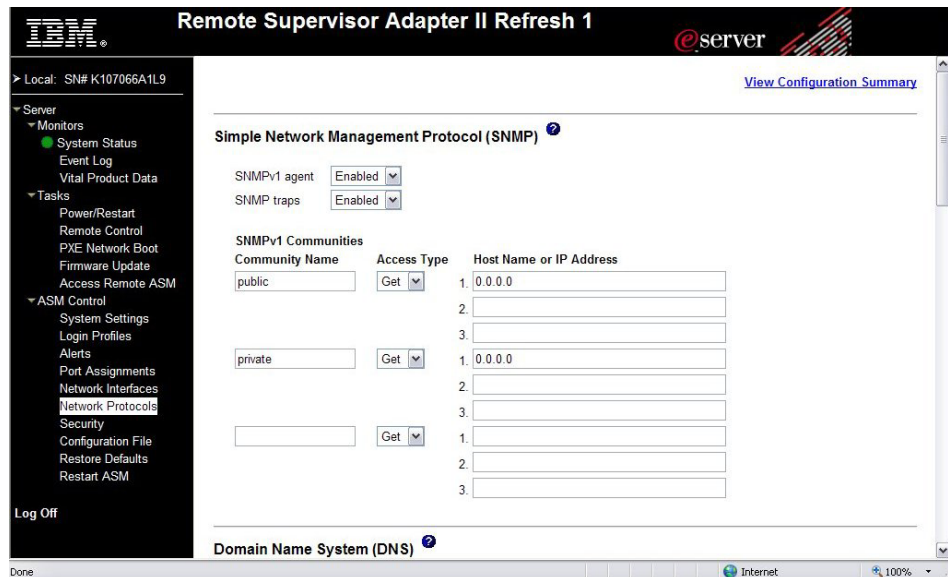 IBM®
Remote Supervisor Adapter II Refresh 1
@server
Local: SN# K107066A1L9
Server
Monitors
System Status
Event Log
Vital Product Data
Tasks
Power/Restart
Remote Control
PXE Network Boot
Firmware Update
Access Remote ASM
ASM Control
System Settings
Login Profiles
Alerts
Port Assignments
Network Interfaces
Network Protocols
Security
Configuration File
Restore Defaults
Restart ASM
Log Off
View Configuration Summary
Simple Network Management Protocol (SNMP) ?
SNMPv1 agent Enabled
SNMP traps Enabled
SNMPv1 Communities
Community Name Access Type Host Name or IP Address
public Get 1. 0.0.0.0
2.
3.
private Get 1. 0.0.0.0
2.
3.
Get 1.
2.
3.
Domain Name System (DNS) ?
Done Internet 100%